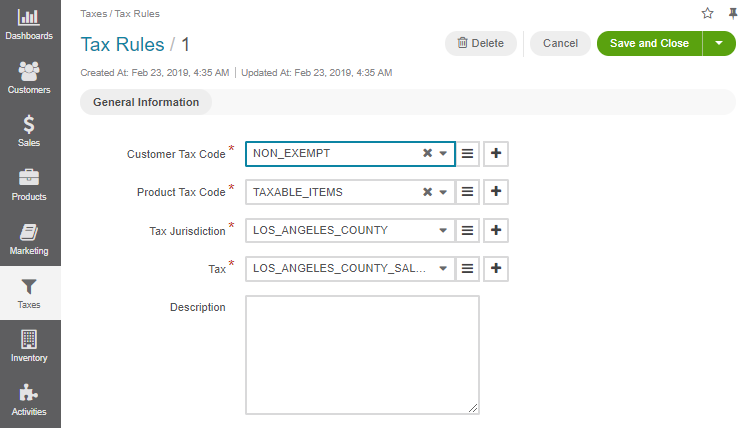 Dashboards
Customers
Sales
Products
Marketing
Taxes
Inventory
Activities
Taxes / Tax Rules
Tax Rules / 1
Delete
Cancel
Save and Close
Created At: Feb 23, 2019, 4:35 AM | Updated At: Feb 23, 2019, 4:35 AM
General Information
Customer Tax Code * NON_EXEMPT
Product Tax Code * TAXABLE_ITEMS
Tax Jurisdiction * LOS_ANGELES_COUNTY
Tax * LOS_ANGELES_COUNTY_SAL...
Description